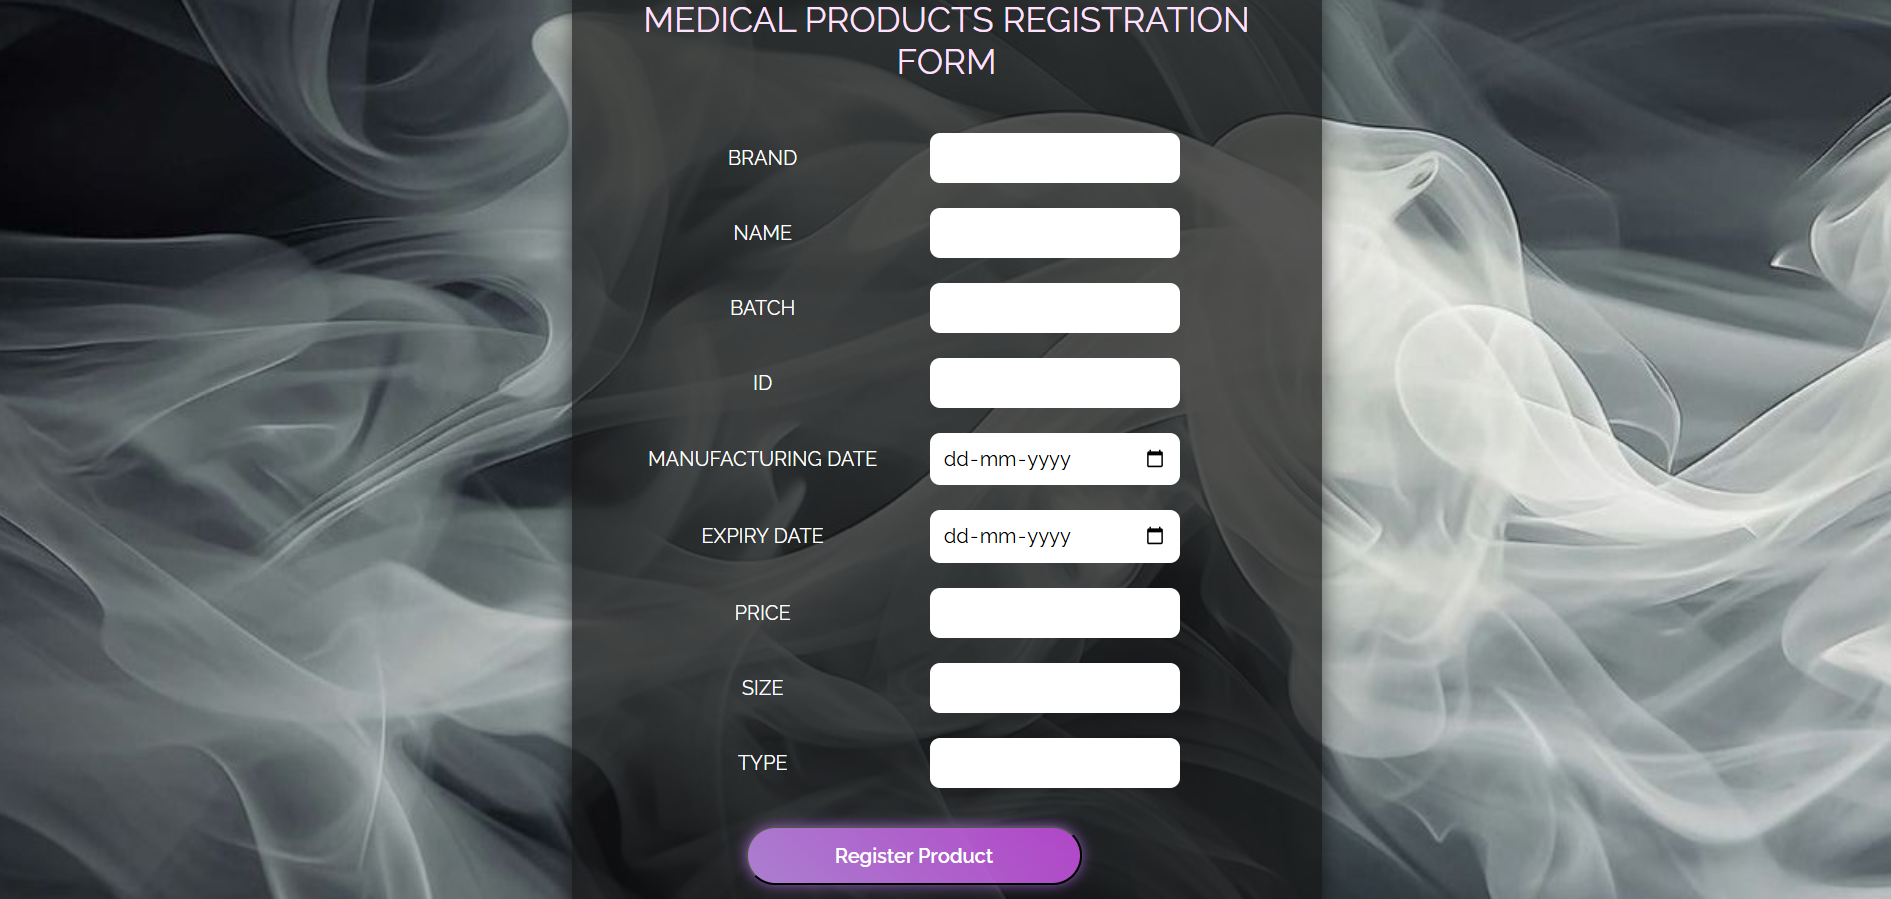 MEDICAL PRODUCTS REGISTRATION
FORM
BRAND
NAME
BATCH
ID
MANUFACTURING DATE dd-mm-yyyy
EXPIRY DATE dd-mm-yyyy
PRICE
SIZE
TYPE
Register Product